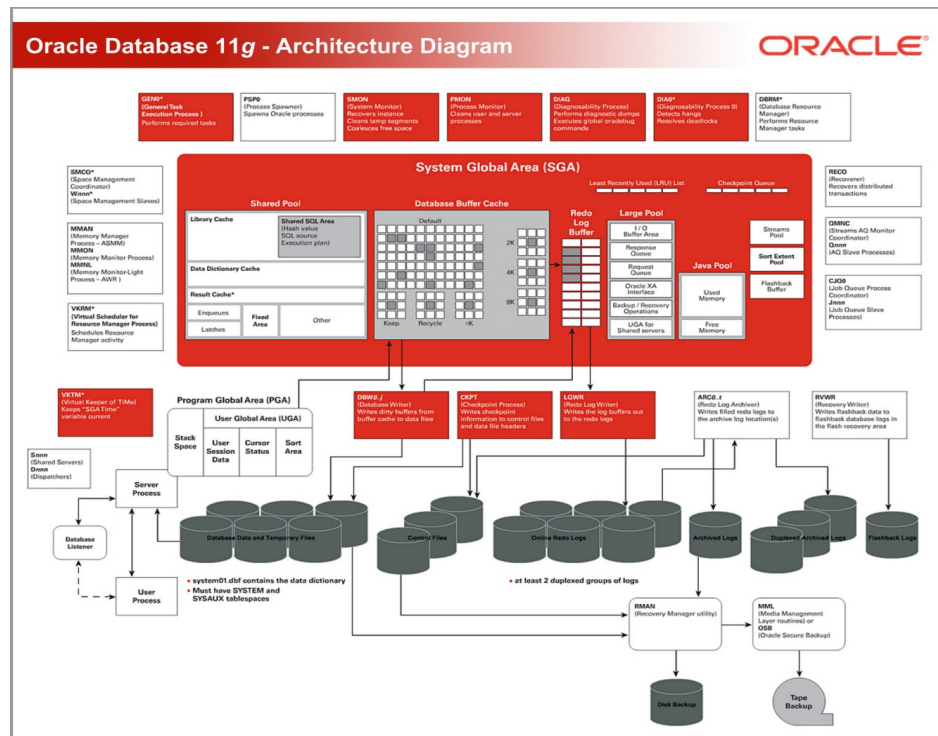 Oracle Database 11g - Architecture Diagram
ORACLE®
GEN0*
(General Task
Execution Process )
Performs required tasks
PSP0
(Process Spawner)
Spawns Oracle processes
SMON
(System Monitor)
Recovers instance
Cleans temp segments
Coalesces free space
PMON
(Process Monitor)
Cleans user and server
processes
DIAG
(Diagnosability Process)
Performs diagnostic dumps
Executes global oradebug
commands
DIA0*
(Diagnosability Process 0)
Detects hangs
Resolves deadlocks
DBRM*
(Database Resource
Manager)
Performs Resource
Manager tasks
SMCO*
(Space Management
Coordinator)
Wnnn*
(Space Management Slaves)
MMAN
(Memory Manager
Process – ASMM)
MMON
(Memory Monitor Process)
MMNL
(Memory Monitor-Light
Process – AWR )
VKRM*
(Virtual Scheduler for
Resource Manager Process)
Schedules Resource
Manager activity
System Global Area (SGA)
Least Recently Used (LRU) List
Checkpoint Queue
Shared Pool
Library Cache
Shared SQL Area
(Hash value
SQL source
Execution plan)
Data Dictionary Cache
Result Cache*
Enqueues
Latches
Fixed
Area
Other
Database Buffer Cache
Default
2K
4K
8K
Keep
Recycle
nK
Redo
Log
Buffer
Large Pool
I / O
Buffer Area
Response
Queue
Request
Queue
Oracle XA
Interface
Backup / Recovery
Operations
UGA for
Shared servers
Java Pool
Used
Memory
Free
Memory
Streams
Pool
Sort Extent
Pool
Flashback
Buffer
RECO
(Recoverer)
Recovers distributed
transactions
QMNC
(Streams AQ Monitor
Coordinator)
Qnnn
(AQ Slave Processes)
CJQ0
(Job Queue Process
Coordinator)
Jnnn
(Job Queue Slave
Processes)
VKTM*
(Virtual Keeper of TiMe)
Keeps "SGA Time"
variable current
Program Global Area (PGA)
User Global Area (UGA)
Stack
Space
User
Session
Data
Cursor
Status
Sort
Area
DBW0..j
(Database Writer)
Writes dirty buffers from
buffer cache to data files
CKPT
(Checkpoint Process)
Writes checkpoint
information to control files
and data file headers
LGWR
(Redo Log Writer)
Writes the log buffers out
to the redo logs
ARC0..t
(Redo Log Archiver)
Writes filled redo logs to
the archive log location(s)
RVWR
(Recovery Writer)
Writes flashback data to
flashback database logs in
the flash recovery area
Snnn
(Shared Servers)
Dnnn
(Dispatchers)
Server
Process
Database
Listener
User
Process
Database Data and Temporary Files
Control Files
Online Redo Logs
Archived Logs
Duplexed Archived Logs
Flashback Logs
• system01.dbf contains the data dictionary
• Must have SYSTEM and
SYSAUX tablespaces
• at least 2 duplexed groups of logs
RMAN
(Recovery Manager utility)
MML
(Media Management
Layer routines) or
OSB
(Oracle Secure Backup)
Disk Backup
Tape
Backup